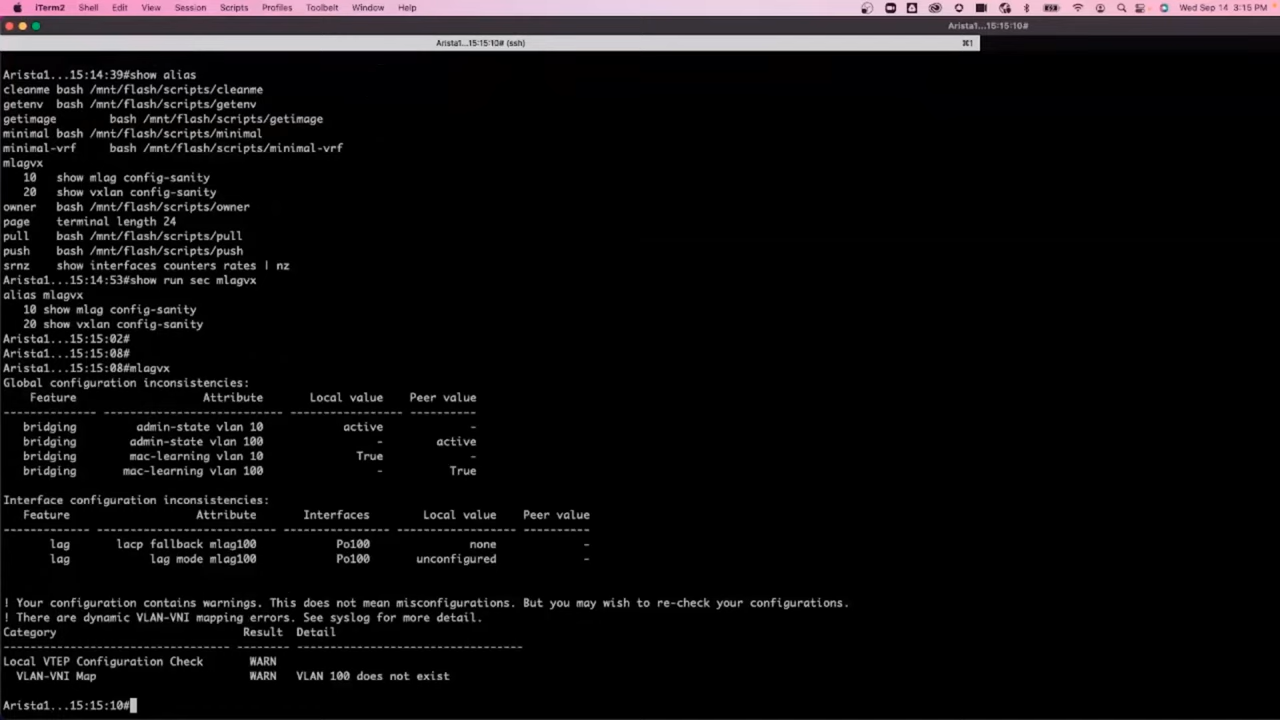 iTerm2 Shell Edit View Session Scripts Profiles Toolbelt Window Help Wed Sep 14 3:15 PM
Arista1...15:15:10#
Arista1...15:15:10# (ssh) ⌘1
Arista1...15:14:39#show alias
cleanme bash /mnt/flash/scripts/cleanme
getenv bash /mnt/flash/scripts/getenv
getimage bash /mnt/flash/scripts/getimage
minimal bash /mnt/flash/scripts/minimal
minimal-vrf bash /mnt/flash/scripts/minimal-vrf
mlagvx
10 show mlag config-sanity
20 show vxlan config-sanity
owner bash /mnt/flash/scripts/owner
page terminal length 24
pull bash /mnt/flash/scripts/pull
push bash /mnt/flash/scripts/push
srnz show interfaces counters rates | nz
Arista1...15:14:53#show run sec mlagvx
alias mlagvx
10 show mlag config-sanity
20 show vxlan config-sanity
Arista1...15:15:02#
Arista1...15:15:08#
Arista1...15:15:08#mlagvx
Global configuration inconsistencies:
Feature Attribute Local value Peer value
-------------- ---------------------------- ----------------- ----------
bridging admin-state vlan 10 active -
bridging admin-state vlan 100 - active
bridging mac-learning vlan 10 True -
bridging mac-learning vlan 100 - True
Interface configuration inconsistencies:
Feature Attribute Interfaces Local value Peer value
------------- --------------------------- ---------------- ------------------ ----------
lag lacp fallback mlag100 Po100 none -
lag lag mode mlag100 Po100 unconfigured -
! Your configuration contains warnings. This does not mean misconfigurations. But you may wish to re-check your configurations.
! There are dynamic VLAN-VNI mapping errors. See syslog for more detail.
Category Result Detail
---------------------------------- -------- ----------------------------------
Local VTEP Configuration Check WARN
VLAN-VNI Map WARN VLAN 100 does not exist
Arista1...15:15:10#